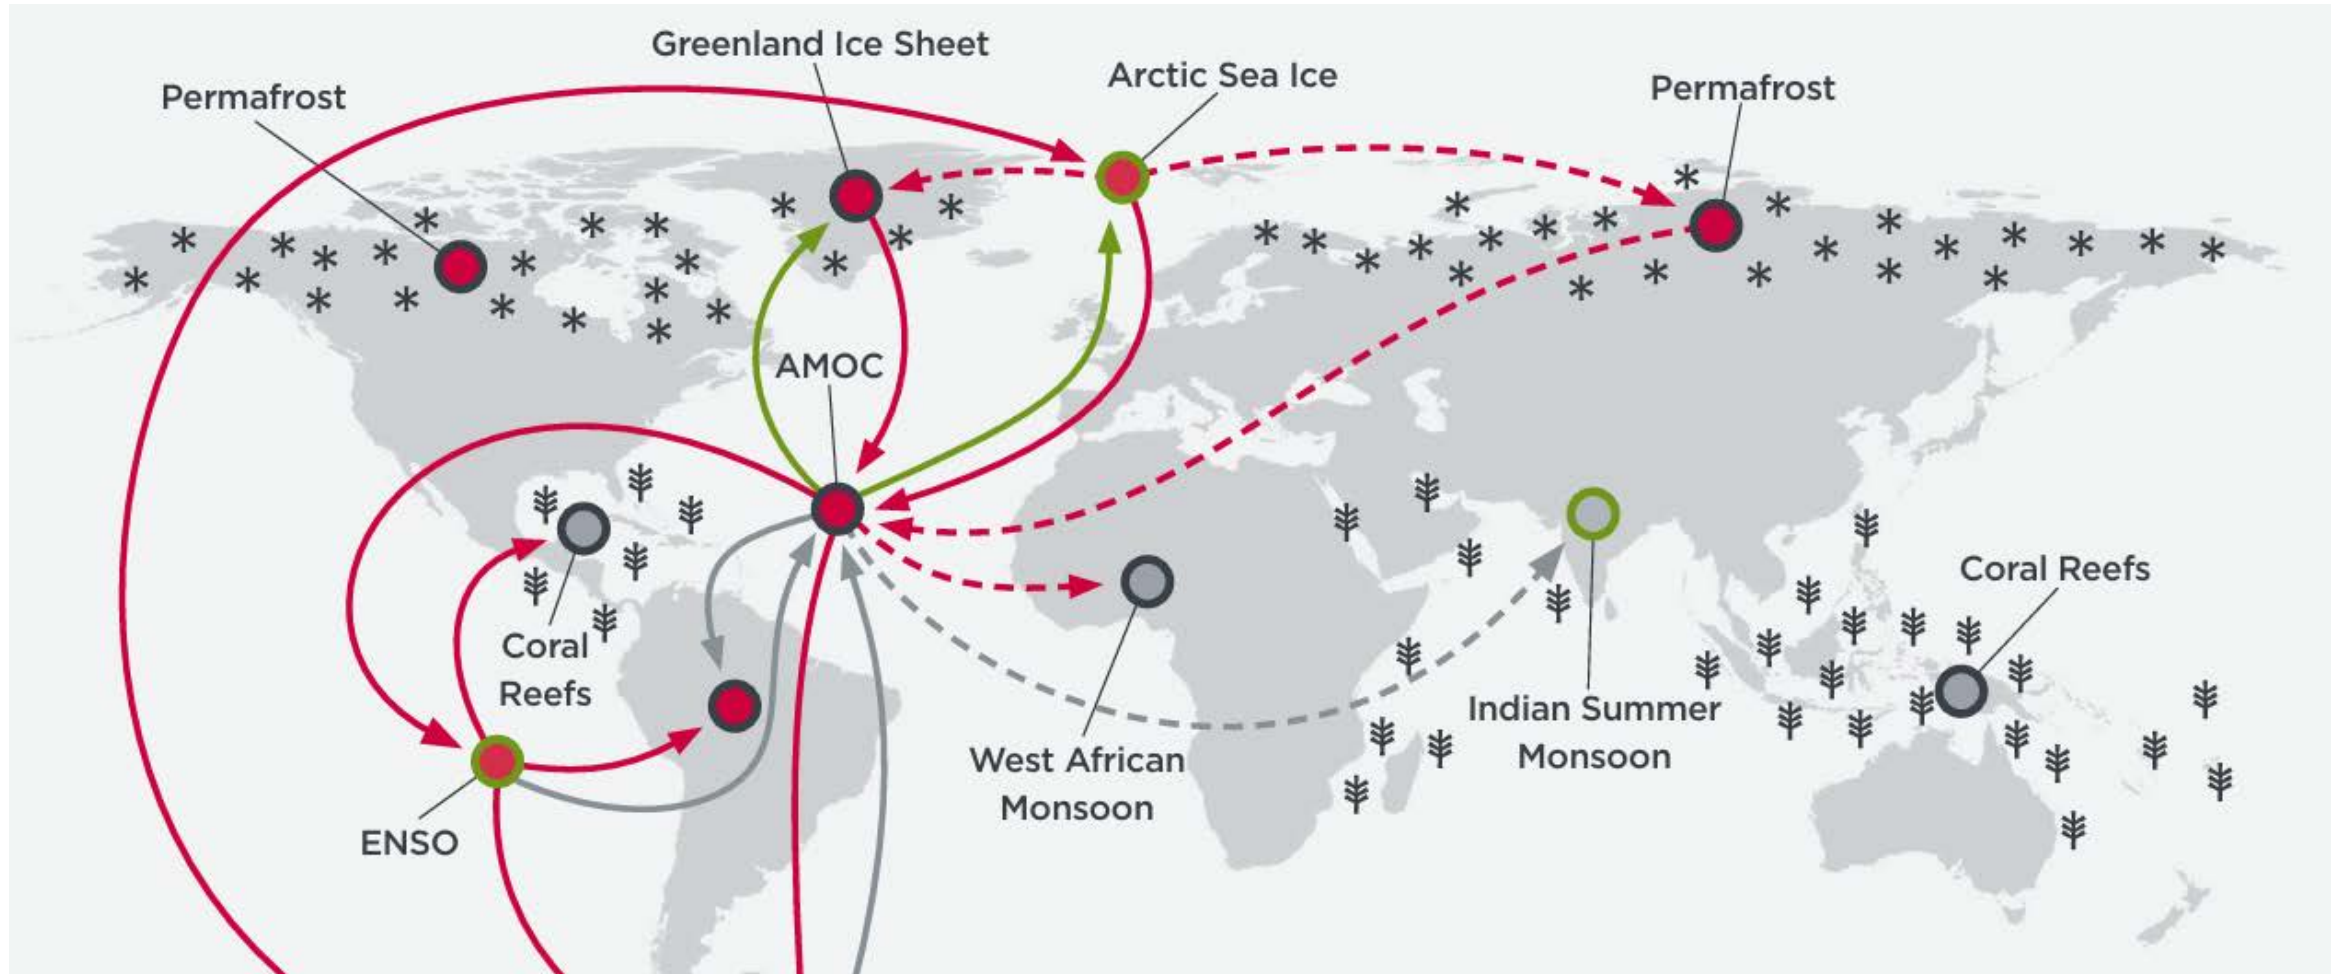 Greenland Ice Sheet
Arctic Sea Ice
Permafrost
Permafrost
AMOC
Coral Reefs
Coral
Reefs
Indian Summer
Monsoon
West African
Monsoon
ENSO